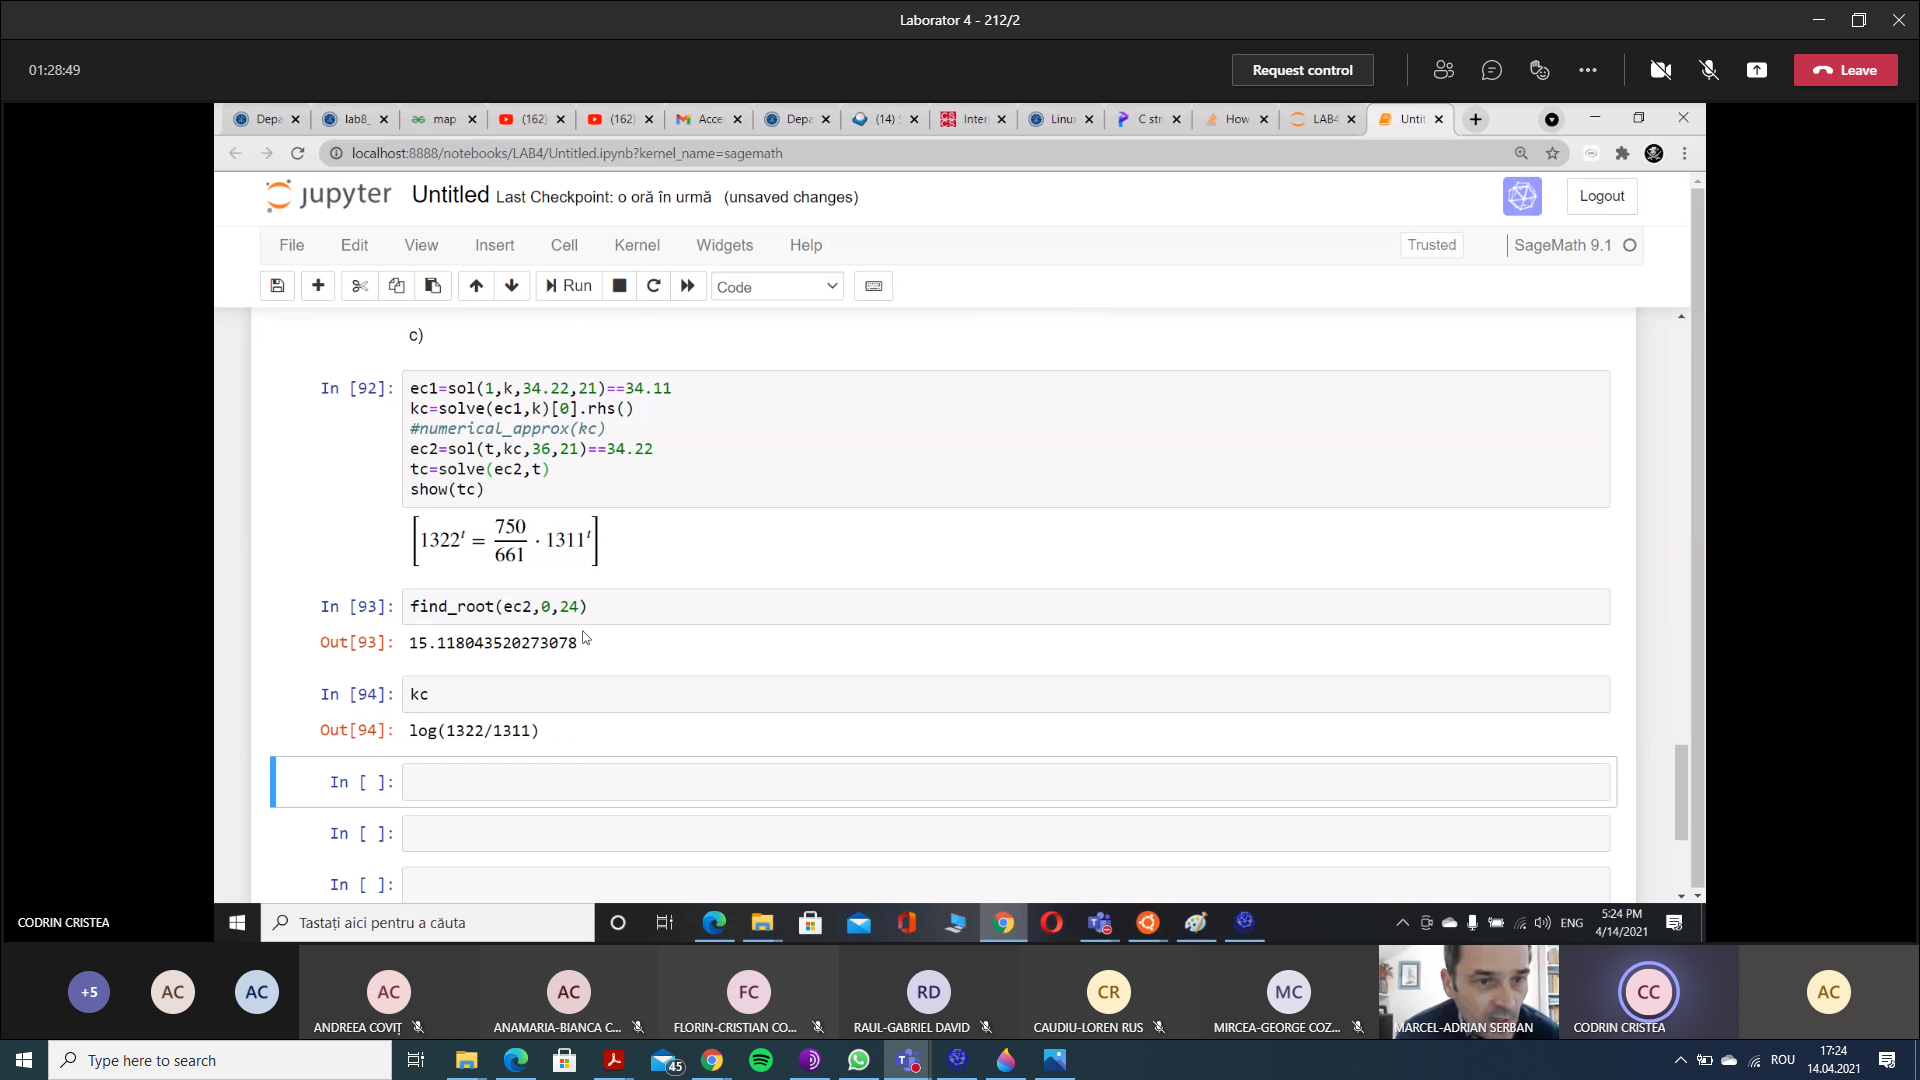 Laborator 4 - 212/2
01:28:49
Request control
Leave
Depa
lab8_
map
(162)
(162)
Acce
Depa
(14)
Inter
Linu
C str
How
LAB4
Untit
localhost:8888/notebooks/LAB4/Untitled.ipynb?kernel_name=sagemath
jupyter Untitled Last Checkpoint: o oră în urmă (unsaved changes)
Logout
File Edit View Insert Cell Kernel Widgets Help
Trusted
SageMath 9.1
Run
Code
c)
In [92]:
ec1=sol(1,k,34.22,21)==34.11
kc=solve(ec1,k)[0].rhs()
#numerical_approx(kc)
ec2=sol(t,kc,36,21)==34.22
tc=solve(ec2,t)
show(tc)
[1322^t = 750/661 · 1311^t]
In [93]: find_root(ec2,0,24)
Out[93]: 15.118043520273078
In [94]: kc
Out[94]: log(1322/1311)
In [ ]:
In [ ]:
In [ ]:
CODRIN CRISTEA
Tastați aici pentru a căuta
ENG
5:24 PM
4/14/2021
+5
AC
AC
AC
ANDREEA COVIȚ
AC
ANAMARIA-BIANCA C...
FC
FLORIN-CRISTIAN CO...
RD
RAUL-GABRIEL DAVID
CR
CAUDIU-LOREN RUS
MC
MIRCEA-GEORGE COZ...
MARCEL-ADRIAN SERBAN
CC
CODRIN CRISTEA
AC
Type here to search
45
ROU
17:24
14.04.2021